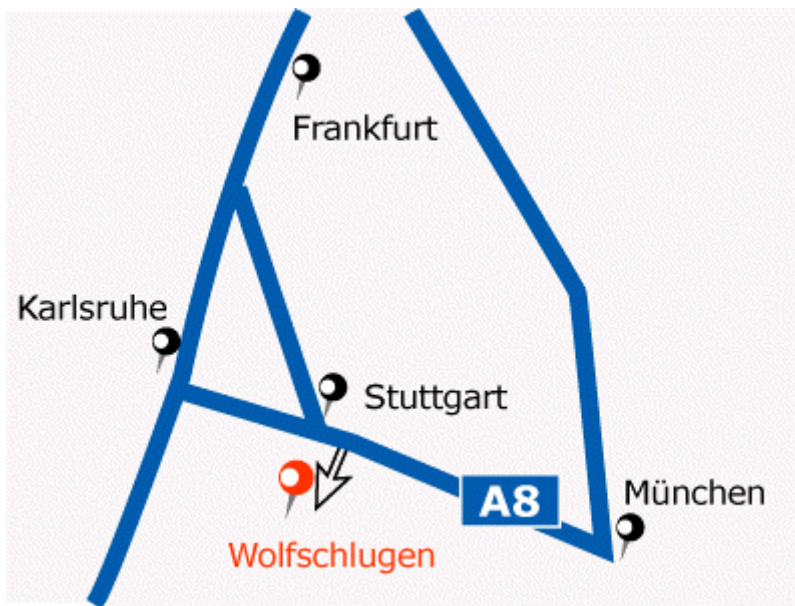 Frankfurt
Karlsruhe
Stuttgart
A8
München
Wolfschlugen